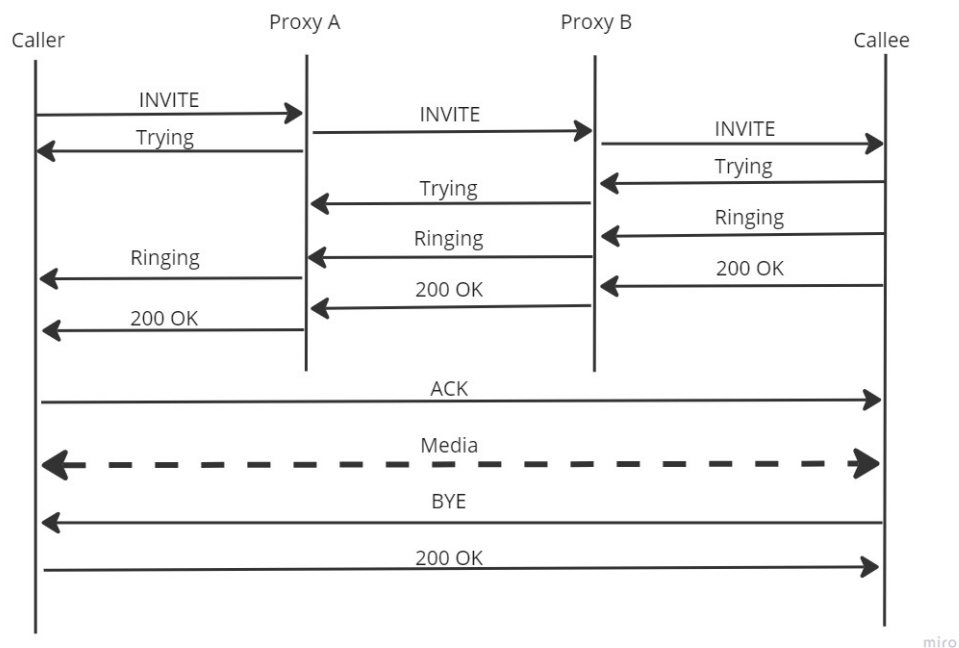 Caller
Proxy A
Proxy B
Callee
INVITE
INVITE
INVITE
Trying
Trying
Trying
Ringing
Ringing
Ringing
200 OK
200 OK
200 OK
ACK
Media
BYE
200 OK
miro